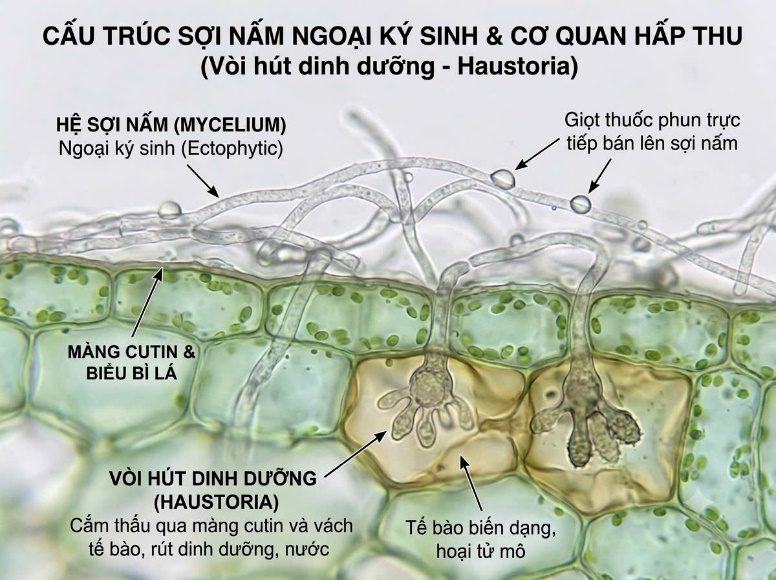 CẤU TRÚC SỢI NẤM NGOẠI KÝ SINH & CƠ QUAN HẤP THU
(Vòi hút dinh dưỡng - Haustoria)
HỆ SỢI NẤM (MYCELIUM)
Ngoại ký sinh (Ectophytic)
Giọt thuốc phun trực
tiếp bán lên sợi nấm
MÀNG CUTIN &
BIỂU BÌ LÁ
VÒI HÚT DINH DƯỠNG
(HAUSTORIA)
Cắm thấu qua màng cutin và vách
tế bào, rút dinh dưỡng, nước
Tế bào biến dạng,
hoại tử mô